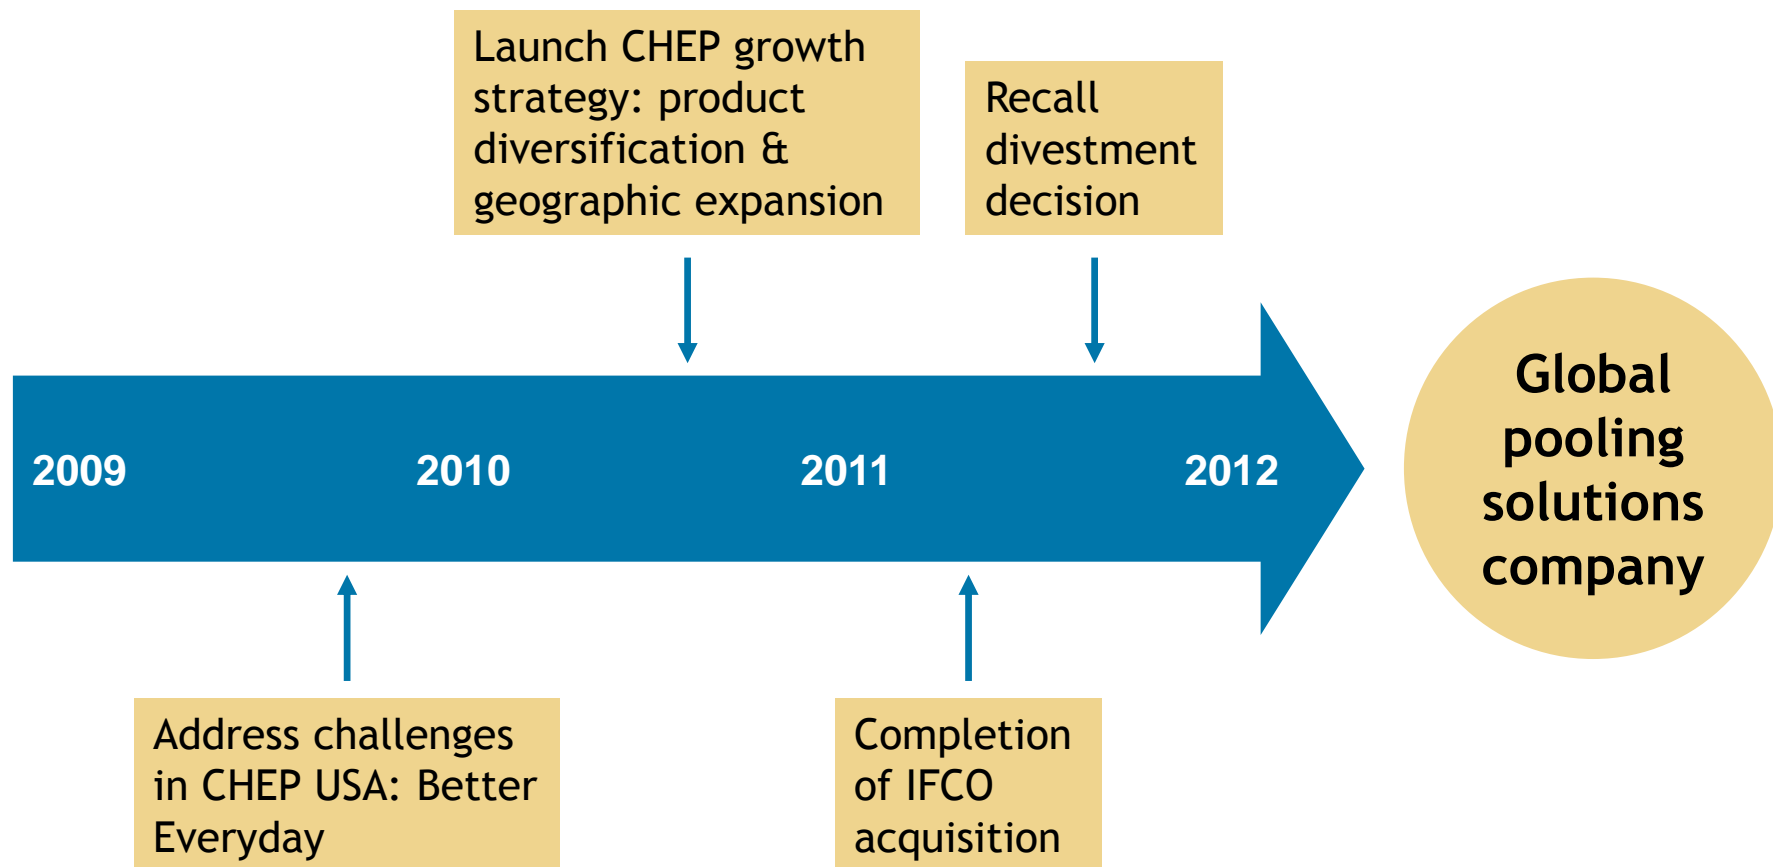 Launch CHEP growth
strategy: product
diversification &
geographic expansion
Recall
divestment
decision
2009
2010
2011
2012
Global
pooling
solutions
company
Address challenges
in CHEP USA: Better
Everyday
Completion
of IFCO
acquisition